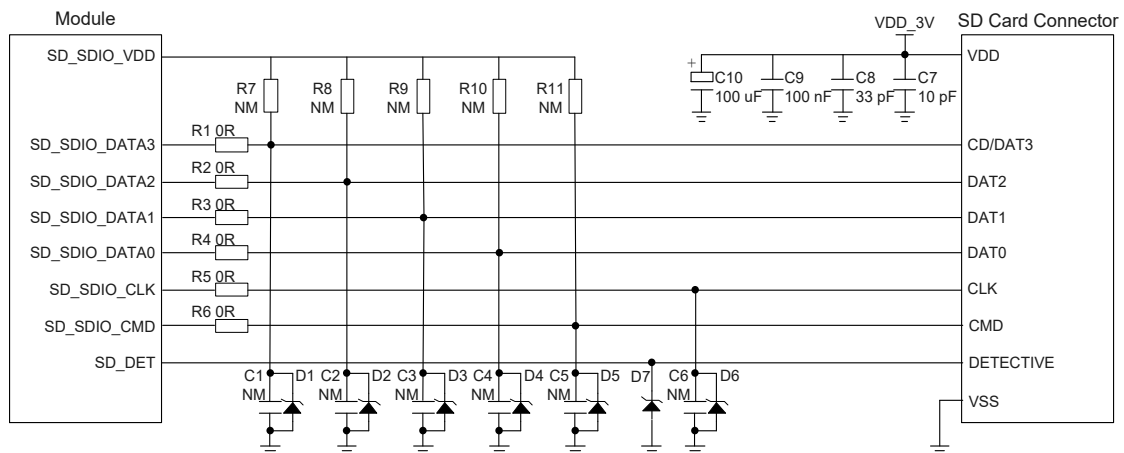 Module
VDD_3V
SD Card Connector
SD_SDIO_VDD
VDD
R7
NM
R8
NM
R9
NM
R10
NM
R11
NM
+
C10
100 uF
C9
100 nF
C8
33 pF
C7
10 pF
SD_SDIO_DATA3
R1 0R
CD/DAT3
SD_SDIO_DATA2
R2 0R
DAT2
SD_SDIO_DATA1
R3 0R
DAT1
SD_SDIO_DATA0
R4 0R
DAT0
SD_SDIO_CLK
R5 0R
CLK
SD_SDIO_CMD
R6 0R
CMD
SD_DET
DETECTIVE
C1
NM
D1
C2
NM
D2
C3
NM
D3
C4
NM
D4
C5
NM
D5
D7
C6
NM
D6
VSS